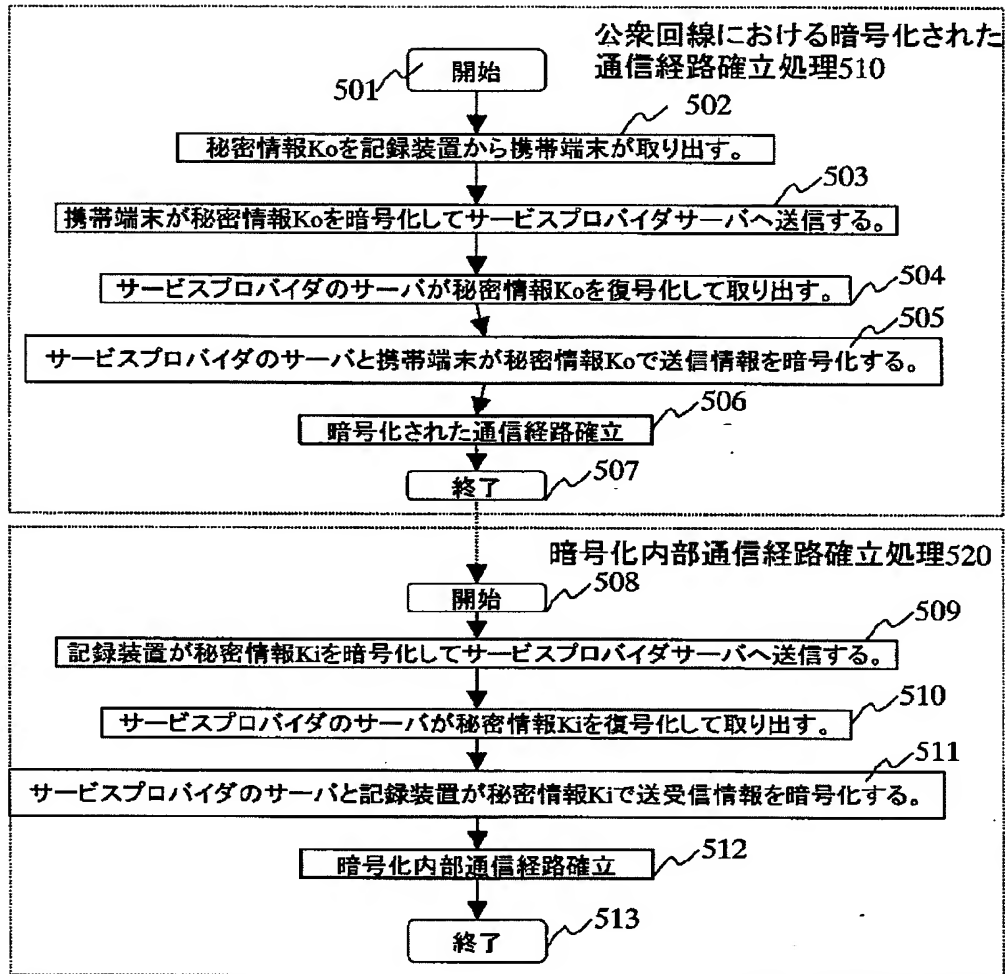 公衆回線における暗号化された
通信経路確立処理510
開始
501
502
秘密情報Koを記録装置から携帯端末が取り出す。
503
携帯端末が秘密情報Koを暗号化してサービスプロバイダサーバへ送信する。
504
サービスプロバイダのサーバが秘密情報Koを復号化して取り出す。
505
サービスプロバイダのサーバと携帯端末が秘密情報Koで送信情報を暗号化する。
506
暗号化された通信経路確立
507
終了
暗号化内部通信経路確立処理520
開始
508
509
記録装置が秘密情報Kiを暗号化してサービスプロバイダサーバへ送信する。
510
サービスプロバイダのサーバが秘密情報Kiを復号化して取り出す。
511
サービスプロバイダのサーバと記録装置が秘密情報Kiで送受信情報を暗号化する。
512
暗号化内部通信経路確立
513
終了